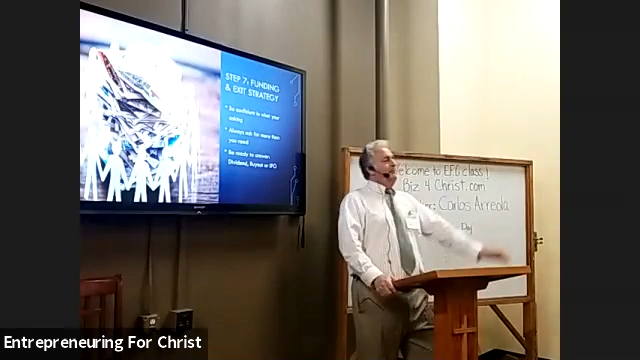 STEP 7: FUNDING
& EXIT STRATEGY
Be confident in what your
asking
Always ask for more than
you need
Be ready to answer:
Dividend, Buyout or IPO
Welcome to EFC class!
Biz 4 Christ.com
Carlos Arreola
Day
Entrepreneuring For Christ